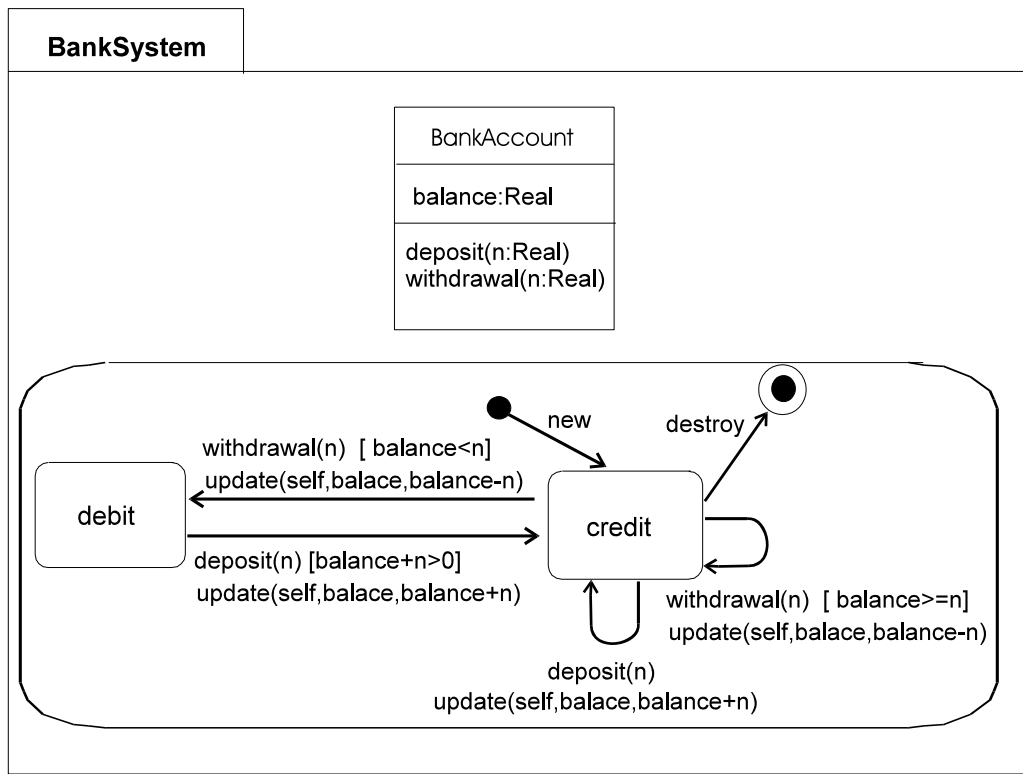 BankSystem
BankAccount
balance:Real
deposit(n:Real)
withdrawal(n:Real)
new
destroy
withdrawal(n) [ balance<n]
update(self,balace,balance-n)
debit
credit
deposit(n) [balance+n>0]
update(self,balace,balance+n)
withdrawal(n) [ balance>=n]
update(self,balace,balance-n)
deposit(n)
update(self,balace,balance+n)